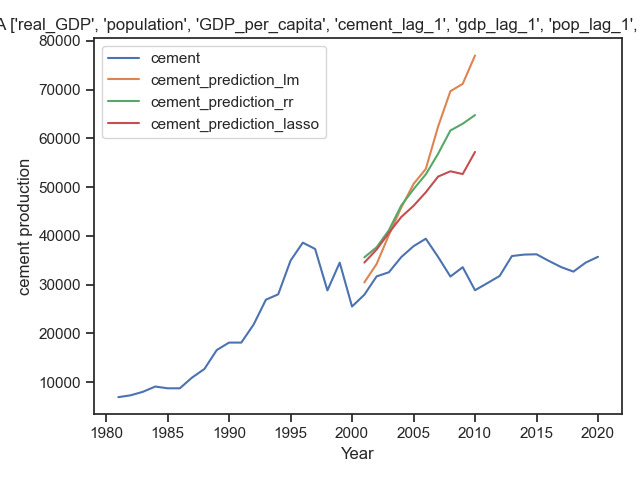 A ['real_GDP', 'population', 'GDP_per_capita', 'cement_lag_1', 'gdp_lag_1', 'pop_lag_1',
cement
cement_prediction_lm
cement_prediction_rr
cement_prediction_lasso
80000
70000
60000
50000
40000
30000
20000
10000
cement production
1980 1985 1990 1995 2000 2005 2010 2015 2020
Year